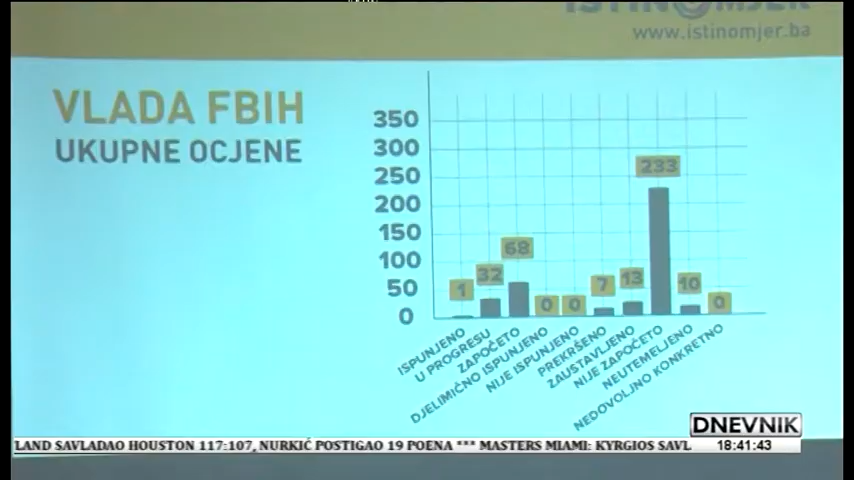 ISTINOMJER
www.istinomjer.ba
VLADA FBIH
UKUPNE OCJENE
350
300
250
200
150
100
50
0
1
32
68
0
0
7
13
233
10
0
ISPUNJENO
U PROGRESU
ZAPOČETO
DJELIMIČNO ISPUNJENO
NIJE ISPUNJENO
PREKRŠENO
ZAUSTAVLJENO
NIJE ZAPOČETO
NEUTEMELJENO
NEDOVOLJNO KONKRETNO
DNEVNIK
LAND SAVLADAO HOUSTON 117:107, NURKIĆ POSTIGAO 19 POENA *** MASTERS MIAMI: KYRGIOS SAVL
18:41:43